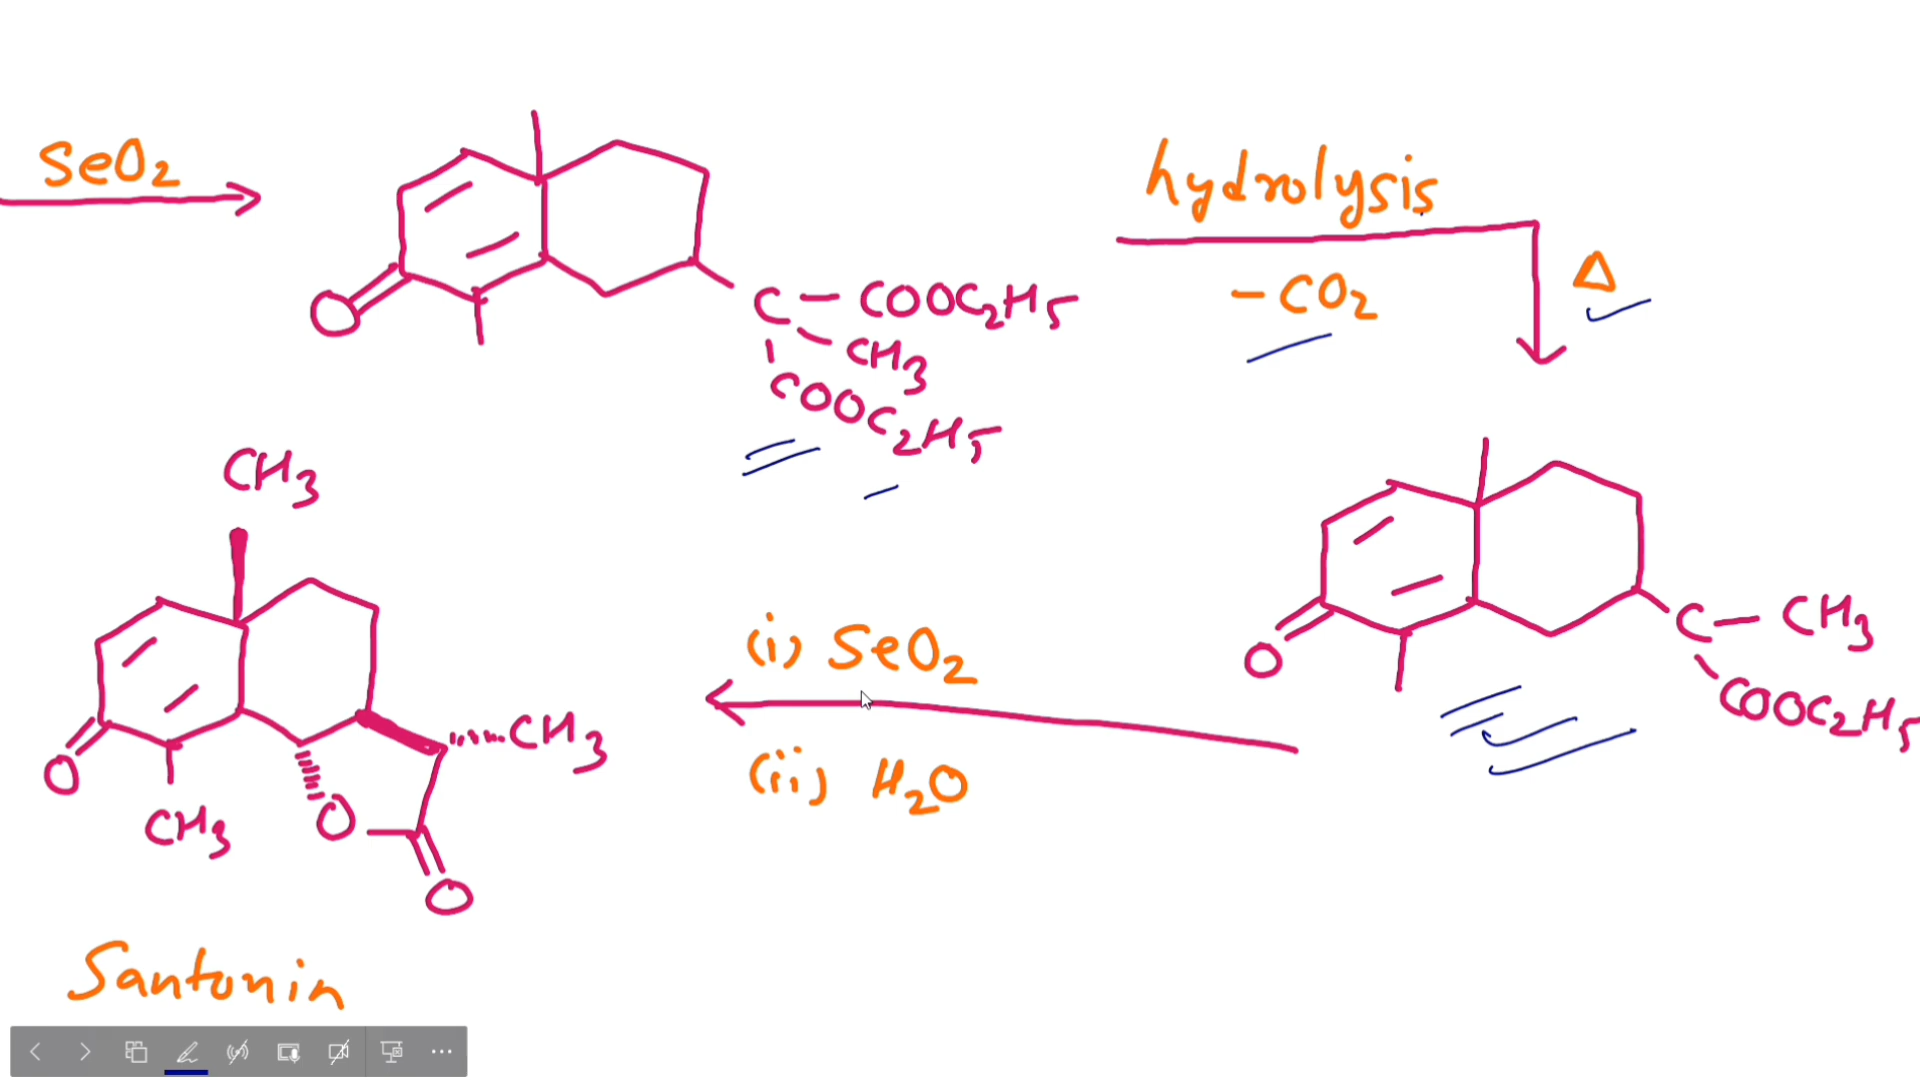 SeO2
O
C - COOC2H5
CH3
COOC2H5
hydrolysis
- CO2
Δ
O
C - CH3
COOC2H5
(i) SeO2
(ii) H2O
CH3
CH3
O
CH3
O
O
Santonin